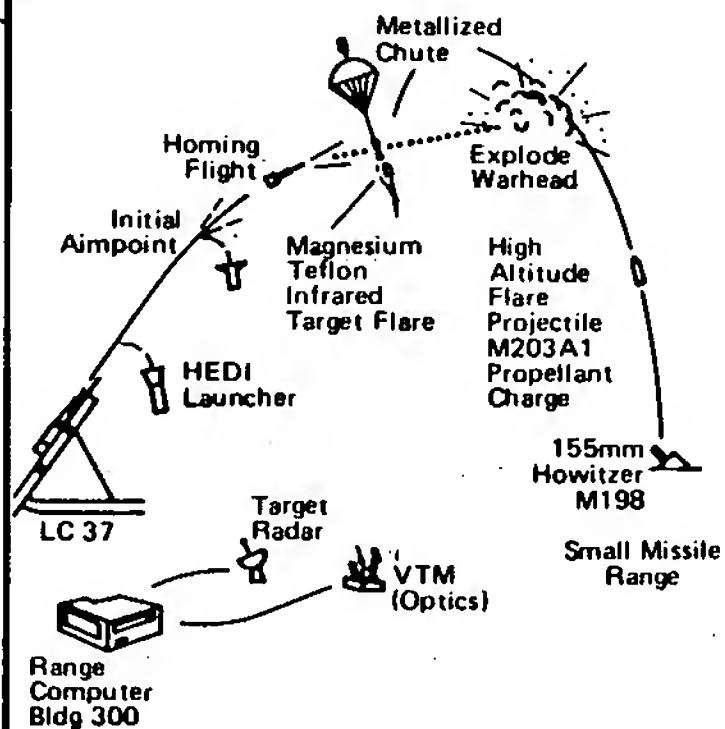 Metallized
Chute
Homing
Flight
Explode
Warhead
Initial
Aimpoint
Magnesium
Teflon
Infrared
Target Flare
High
Altitude
Flare
Projectile
M203A1
Propellant
Charge
HEDI
Launcher
155mm
Howitzer
M198
LC 37
Target
Radar
Small Missile
Range
VTM
(Optics)
Range
Computer
Bldg 300